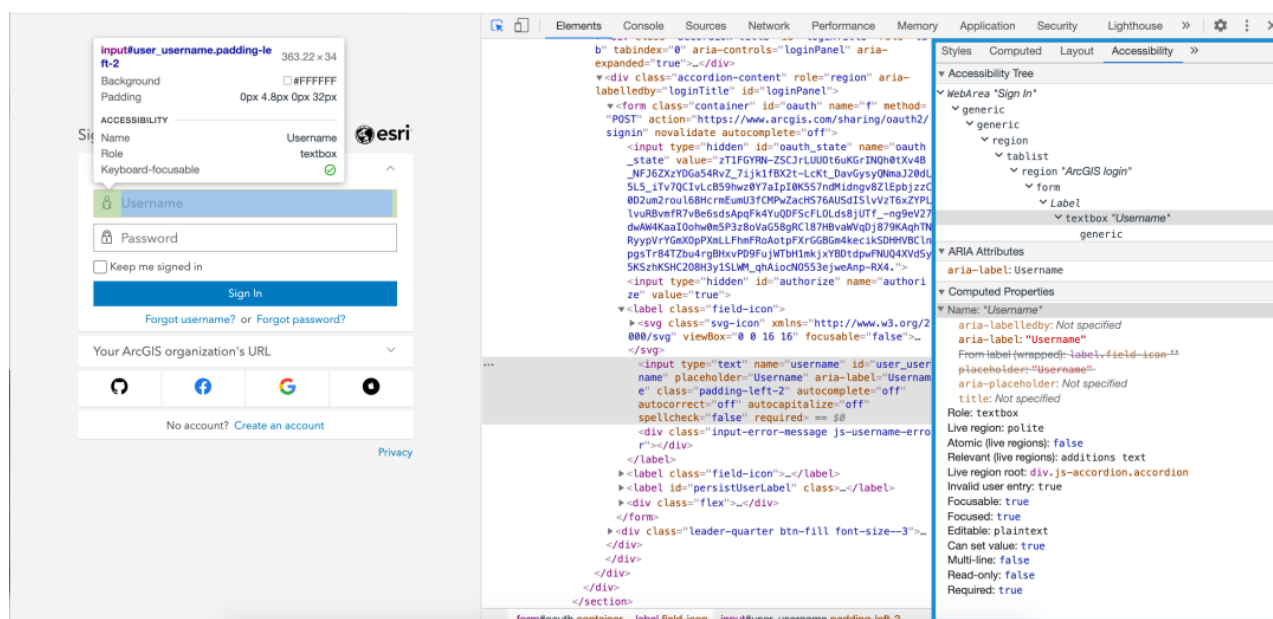 input#user_username.padding-le
ft-2
363.22 × 34
Background
#FFFFFF
Padding
0px 4.8px 0px 32px
ACCESSIBILITY
Name
Username
Role
textbox
Keyboard-focusable
Si
esri
Username
Password
Keep me signed in
Sign In
Forgot username? or Forgot password?
Your ArcGIS organization's URL
No account? Create an account
Privacy
Elements Console Sources Network Performance Memory Application Security Lighthouse »
b" tabindex="0" aria-controls="loginPanel" aria-
expanded="true">…</div>
▼<div class="accordion-content" role="region" aria-
labelledby="loginTitle" id="loginPanel">
▼<form class="container" id="oauth" name="f" method=
"POST" action="https://www.arcgis.com/sharing/oauth2/
signin" novalidate autocomplete="off">
<input type="hidden" id="oauth_state" name="oauth
_state" value=
<input type="hidden" id="authorize" name="authori
ze" value="true">
▼<label class="field-icon">
▶<svg class="svg-icon" xmlns="http://www.w3.org/2
000/svg" viewBox="0 0 16 16" focusable="false">…
</svg>
<input type="text" name="username" id="user_user
name" placeholder="Username" aria-label="Usernam
e" class="padding-left-2" autocomplete="off"
autocorrect="off" autocapitalize="off"
spellcheck="false" required> == $0
<div class="input-error-message js-username-erro
r"></div>
</label>
▶<label class="field-icon">…</label>
▶<label id="persistUserLabel" class>…</label>
▶<div class="flex">…</div>
</form>
▶<div class="leader-quarter btn-fill font-size--3">…
</div>
</div>
</div>
</div>
</section>
Styles Computed Layout Accessibility »
▼ Accessibility Tree
WebArea "Sign In"
generic
generic
region
tablist
region "ArcGIS login"
form
Label
textbox "Username"
generic
▼ ARIA Attributes
aria-label: Username
▼ Computed Properties
▼ Name: "Username"
aria-labelledby: Not specified
aria-label: "Username"
From label (wrapped): label.field-icon ""
placeholder: "Username"
aria-placeholder: Not specified
title: Not specified
Role: textbox
Live region: polite
Atomic (live regions): false
Relevant (live regions): additions text
Live region root: div.js-accordion.accordion
Invalid user entry: true
Focusable: true
Focused: true
Editable: plaintext
Can set value: true
Multi-line: false
Read-only: false
Required: true